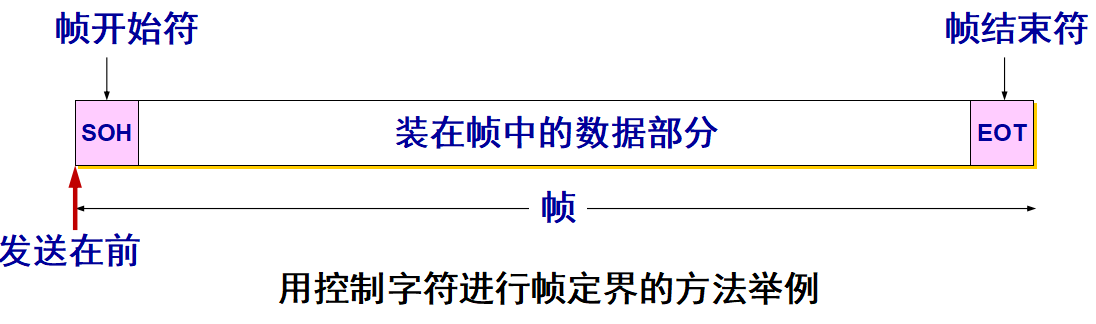 帧开始符
帧结束符
SOH
装在帧中的数据部分
EOT
帧
发送在前
用控制字符进行帧定界的方法举例